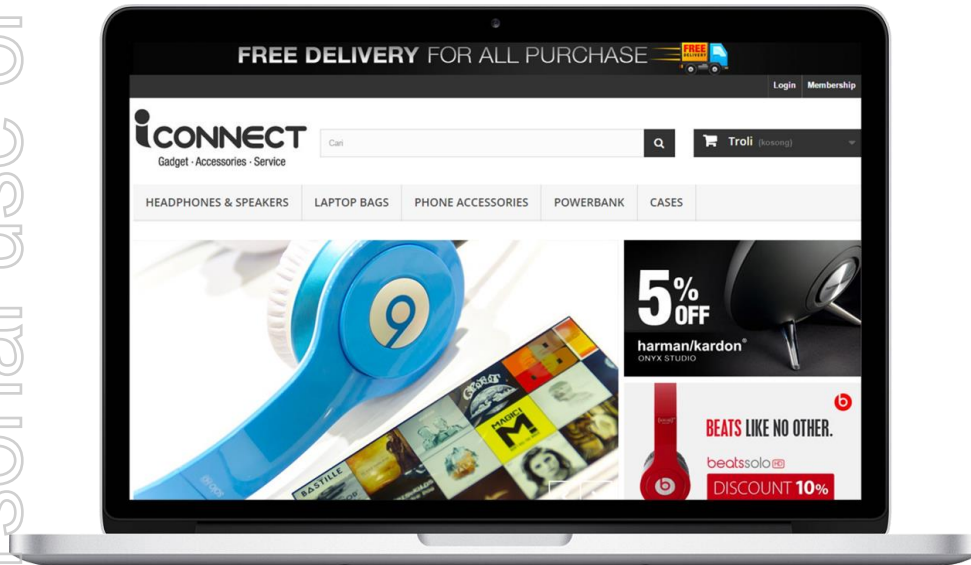 FREE DELIVERY FOR ALL PURCHASE
FREE
DELIVERY
Login Membership
iCONNECT
Gadget · Accessories · Service
Cari
Troli (kosong)
HEADPHONES & SPEAKERS LAPTOP BAGS PHONE ACCESSORIES POWERBANK CASES
5% OFF
harman/kardon®
ONYX STUDIO
BASTILLE
MAGIC!
M
BEATS LIKE NO OTHER.
beatssolo HD
DISCOUNT 10%